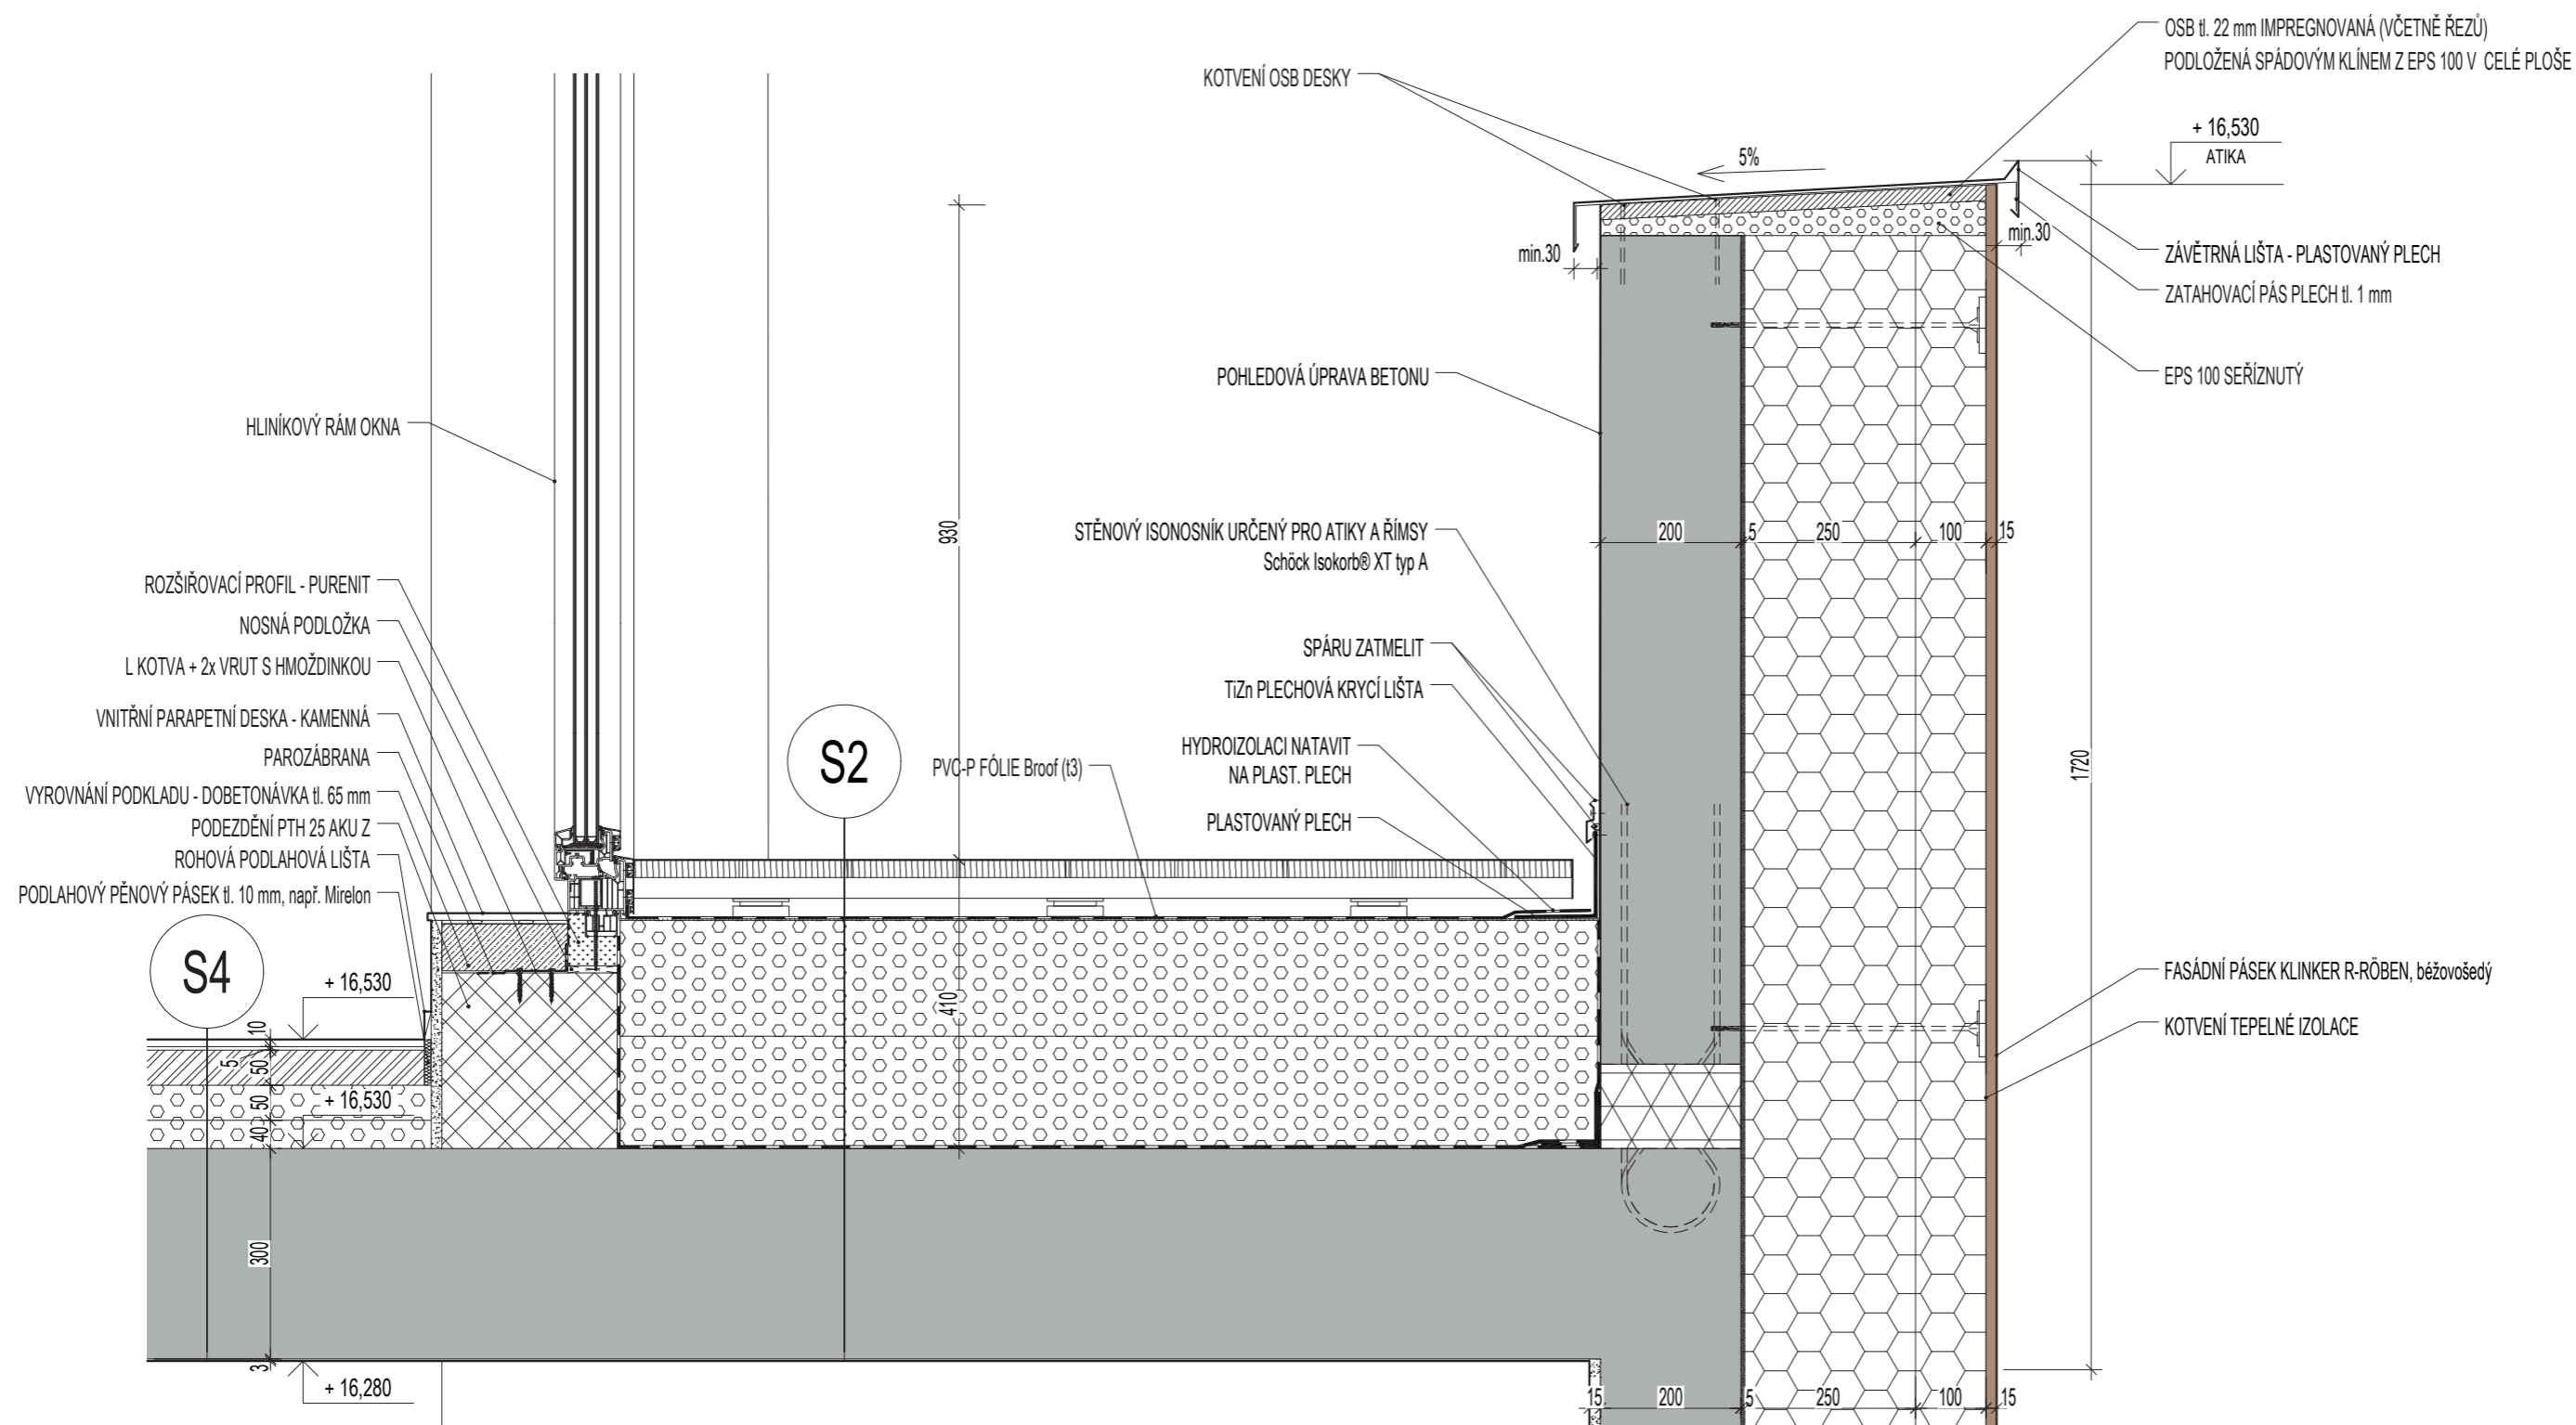 OSB tl. 22 mm IMPREGNOVANÁ (VČETNĚ ŘEZŮ)
PODLOŽENÁ SPÁDOVÝM KLÍNEM Z EPS 100 V CELÉ PLOŠE
KOTVENÍ OSB DESKY
+ 16,530
ATIKA
5%
min.30
min.30
ZÁVĚTRNÁ LIŠTA - PLASTOVANÝ PLECH
ZATAHOVACÍ PÁS PLECH tl. 1 mm
EPS 100 SEŘÍZNUTÝ
POHLEDOVÁ ÚPRAVA BETONU
HLINÍKOVÝ RÁM OKNA
930
STĚNOVÝ ISONOSNÍK URČENÝ PRO ATIKY A ŘÍMSY
Schöck Isokorb® XT typ A
200
5
250
100
15
ROZŠIŘOVACÍ PROFIL - PURENIT
NOSNÁ PODLOŽKA
L KOTVA + 2x VRUT S HMOŽDINKOU
VNITŘNÍ PARAPETNÍ DESKA - KAMENNÁ
PAROZÁBRANA
VYROVNÁNÍ PODKLADU - DOBETONÁVKA tl. 65 mm
PODEZDĚNÍ PTH 25 AKU Z
ROHOVÁ PODLAHOVÁ LIŠTA
PODLAHOVÝ PĚNOVÝ PÁSEK tl. 10 mm, např. Mirelon
SPÁRU ZATMELIT
TiZn PLECHOVÁ KRYCÍ LIŠTA
HYDROIZOLACI NATAVIT
NA PLAST. PLECH
PLASTOVANÝ PLECH
S2
PVC-P FÓLIE Broof (t3)
1720
S4
+ 16,530
10
5
50
50
40
+ 16,530
410
FASÁDNÍ PÁSEK KLINKER R-RÖBEN, béžovošedý
KOTVENÍ TEPELNÉ IZOLACE
300
3
+ 16,280
15
200
5
250
100
15